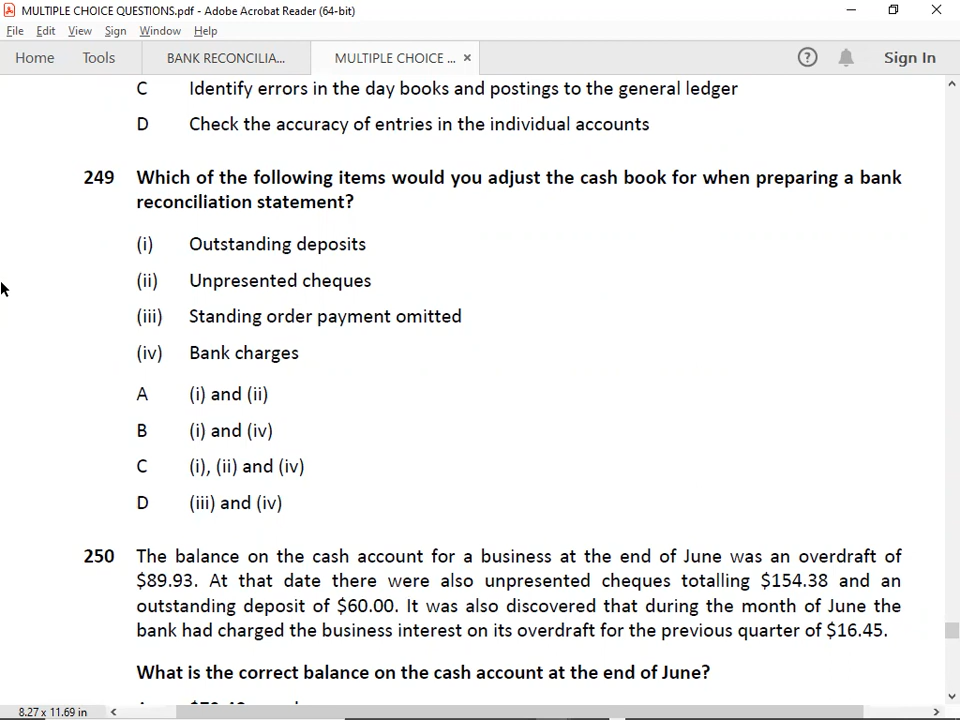 MULTIPLE CHOICE QUESTIONS.pdf - Adobe Acrobat Reader (64-bit)
File Edit View Sign Window Help
Home Tools BANK RECONCILIA... MULTIPLE CHOICE ... × Sign In
C Identify errors in the day books and postings to the general ledger
D Check the accuracy of entries in the individual accounts
249 Which of the following items would you adjust the cash book for when preparing a bank
reconciliation statement?
(i) Outstanding deposits
(ii) Unpresented cheques
(iii) Standing order payment omitted
(iv) Bank charges
A (i) and (ii)
B (i) and (iv)
C (i), (ii) and (iv)
D (iii) and (iv)
250 The balance on the cash account for a business at the end of June was an overdraft of
$89.93. At that date there were also unpresented cheques totalling $154.38 and an
outstanding deposit of $60.00. It was also discovered that during the month of June the
bank had charged the business interest on its overdraft for the previous quarter of $16.45.
What is the correct balance on the cash account at the end of June?
8.27 x 11.69 in